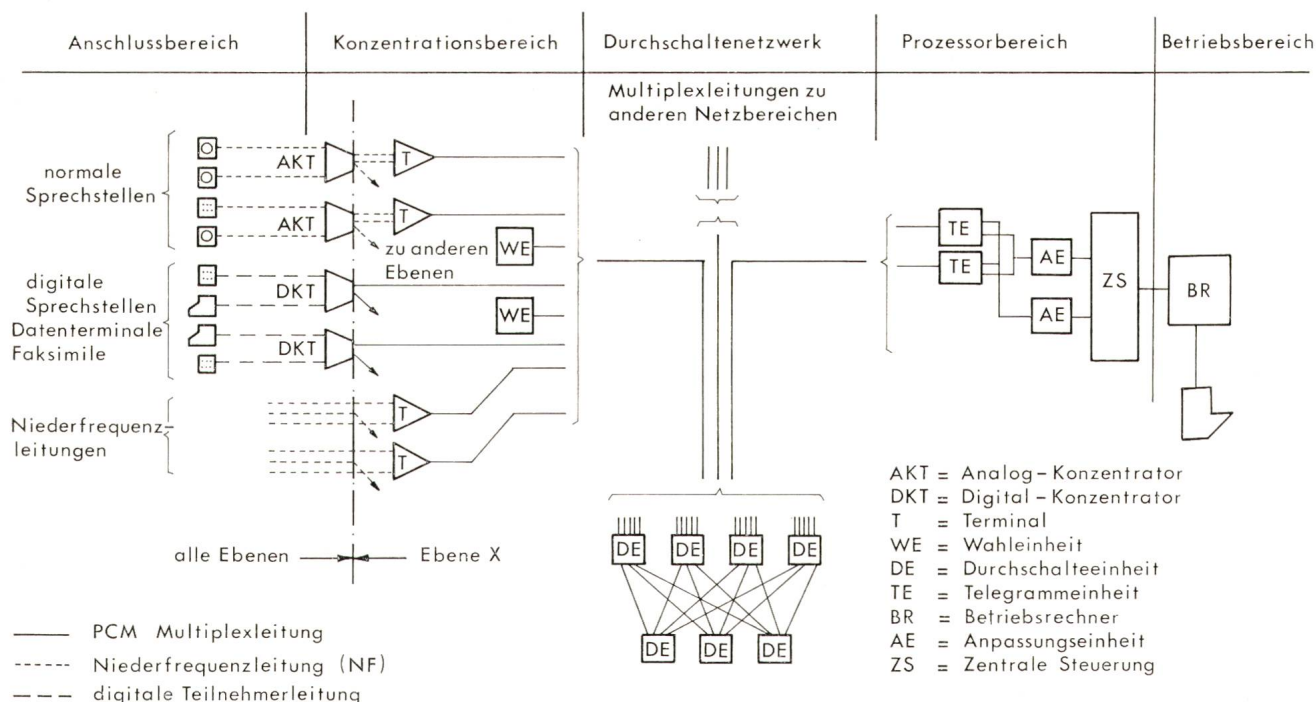 Anschlussbereich
Konzentrationsbereich
Durchschaltenetzwerk
Prozessorbereich
Betriebsbereich
Multiplexleitungen zu
anderen Netzbereichen
normale
Sprechstellen
AKT
T
AKT
T
zu anderen
Ebenen
WE
digitale
Sprechstellen
Datenterminale
Faksimile
DKT
WE
DKT
Niederfrequenz-
leitungen
T
T
TE
TE
AE
AE
ZS
BR
alle Ebenen
Ebene X
DE DE DE DE
DE DE DE
PCM Multiplexleitung
Niederfrequenzleitung (NF)
digitale Teilnehmerleitung
AKT = Analog-Konzentrator
DKT = Digital-Konzentrator
T = Terminal
WE = Wahleinheit
DE = Durchschalteeinheit
TE = Telegrammeinheit
BR = Betriebsrechner
AE = Anpassungseinheit
ZS = Zentrale Steuerung